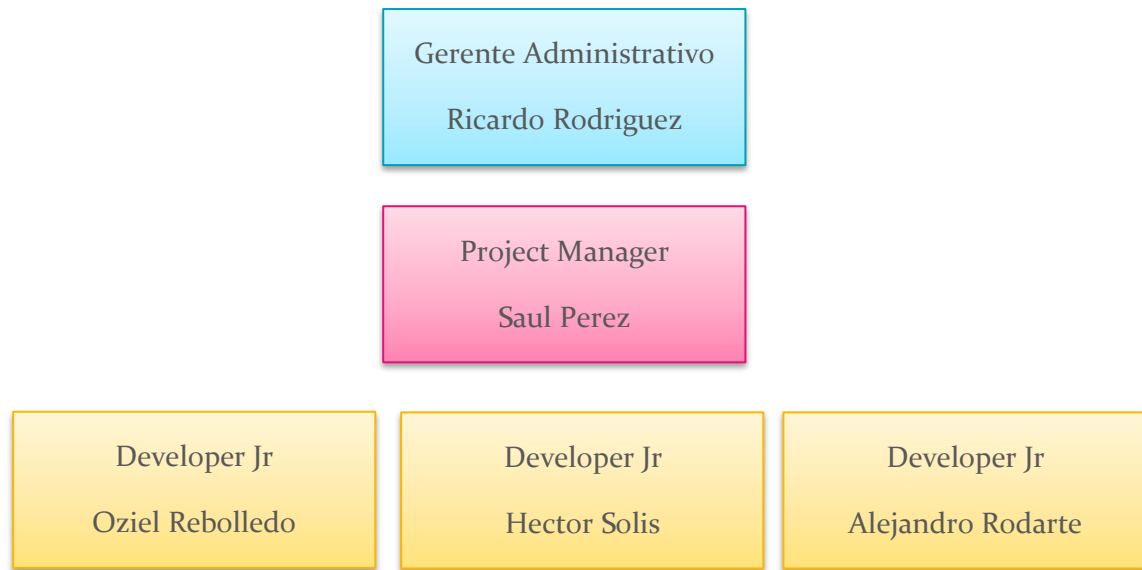 Gerente Administrativo
Ricardo Rodriguez
Project Manager
Saul Perez
Developer Jr
Oziel Rebolledo
Developer Jr
Hector Solis
Developer Jr
Alejandro Rodarte